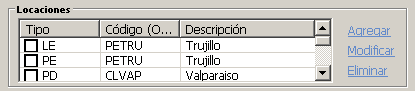 Locaciones
Tipo Código (O... Descripción
LE PETRU Trujillo
PE PETRU Trujillo
PD CLVAP Valparaiso
Agregar
Modificar
Eliminar